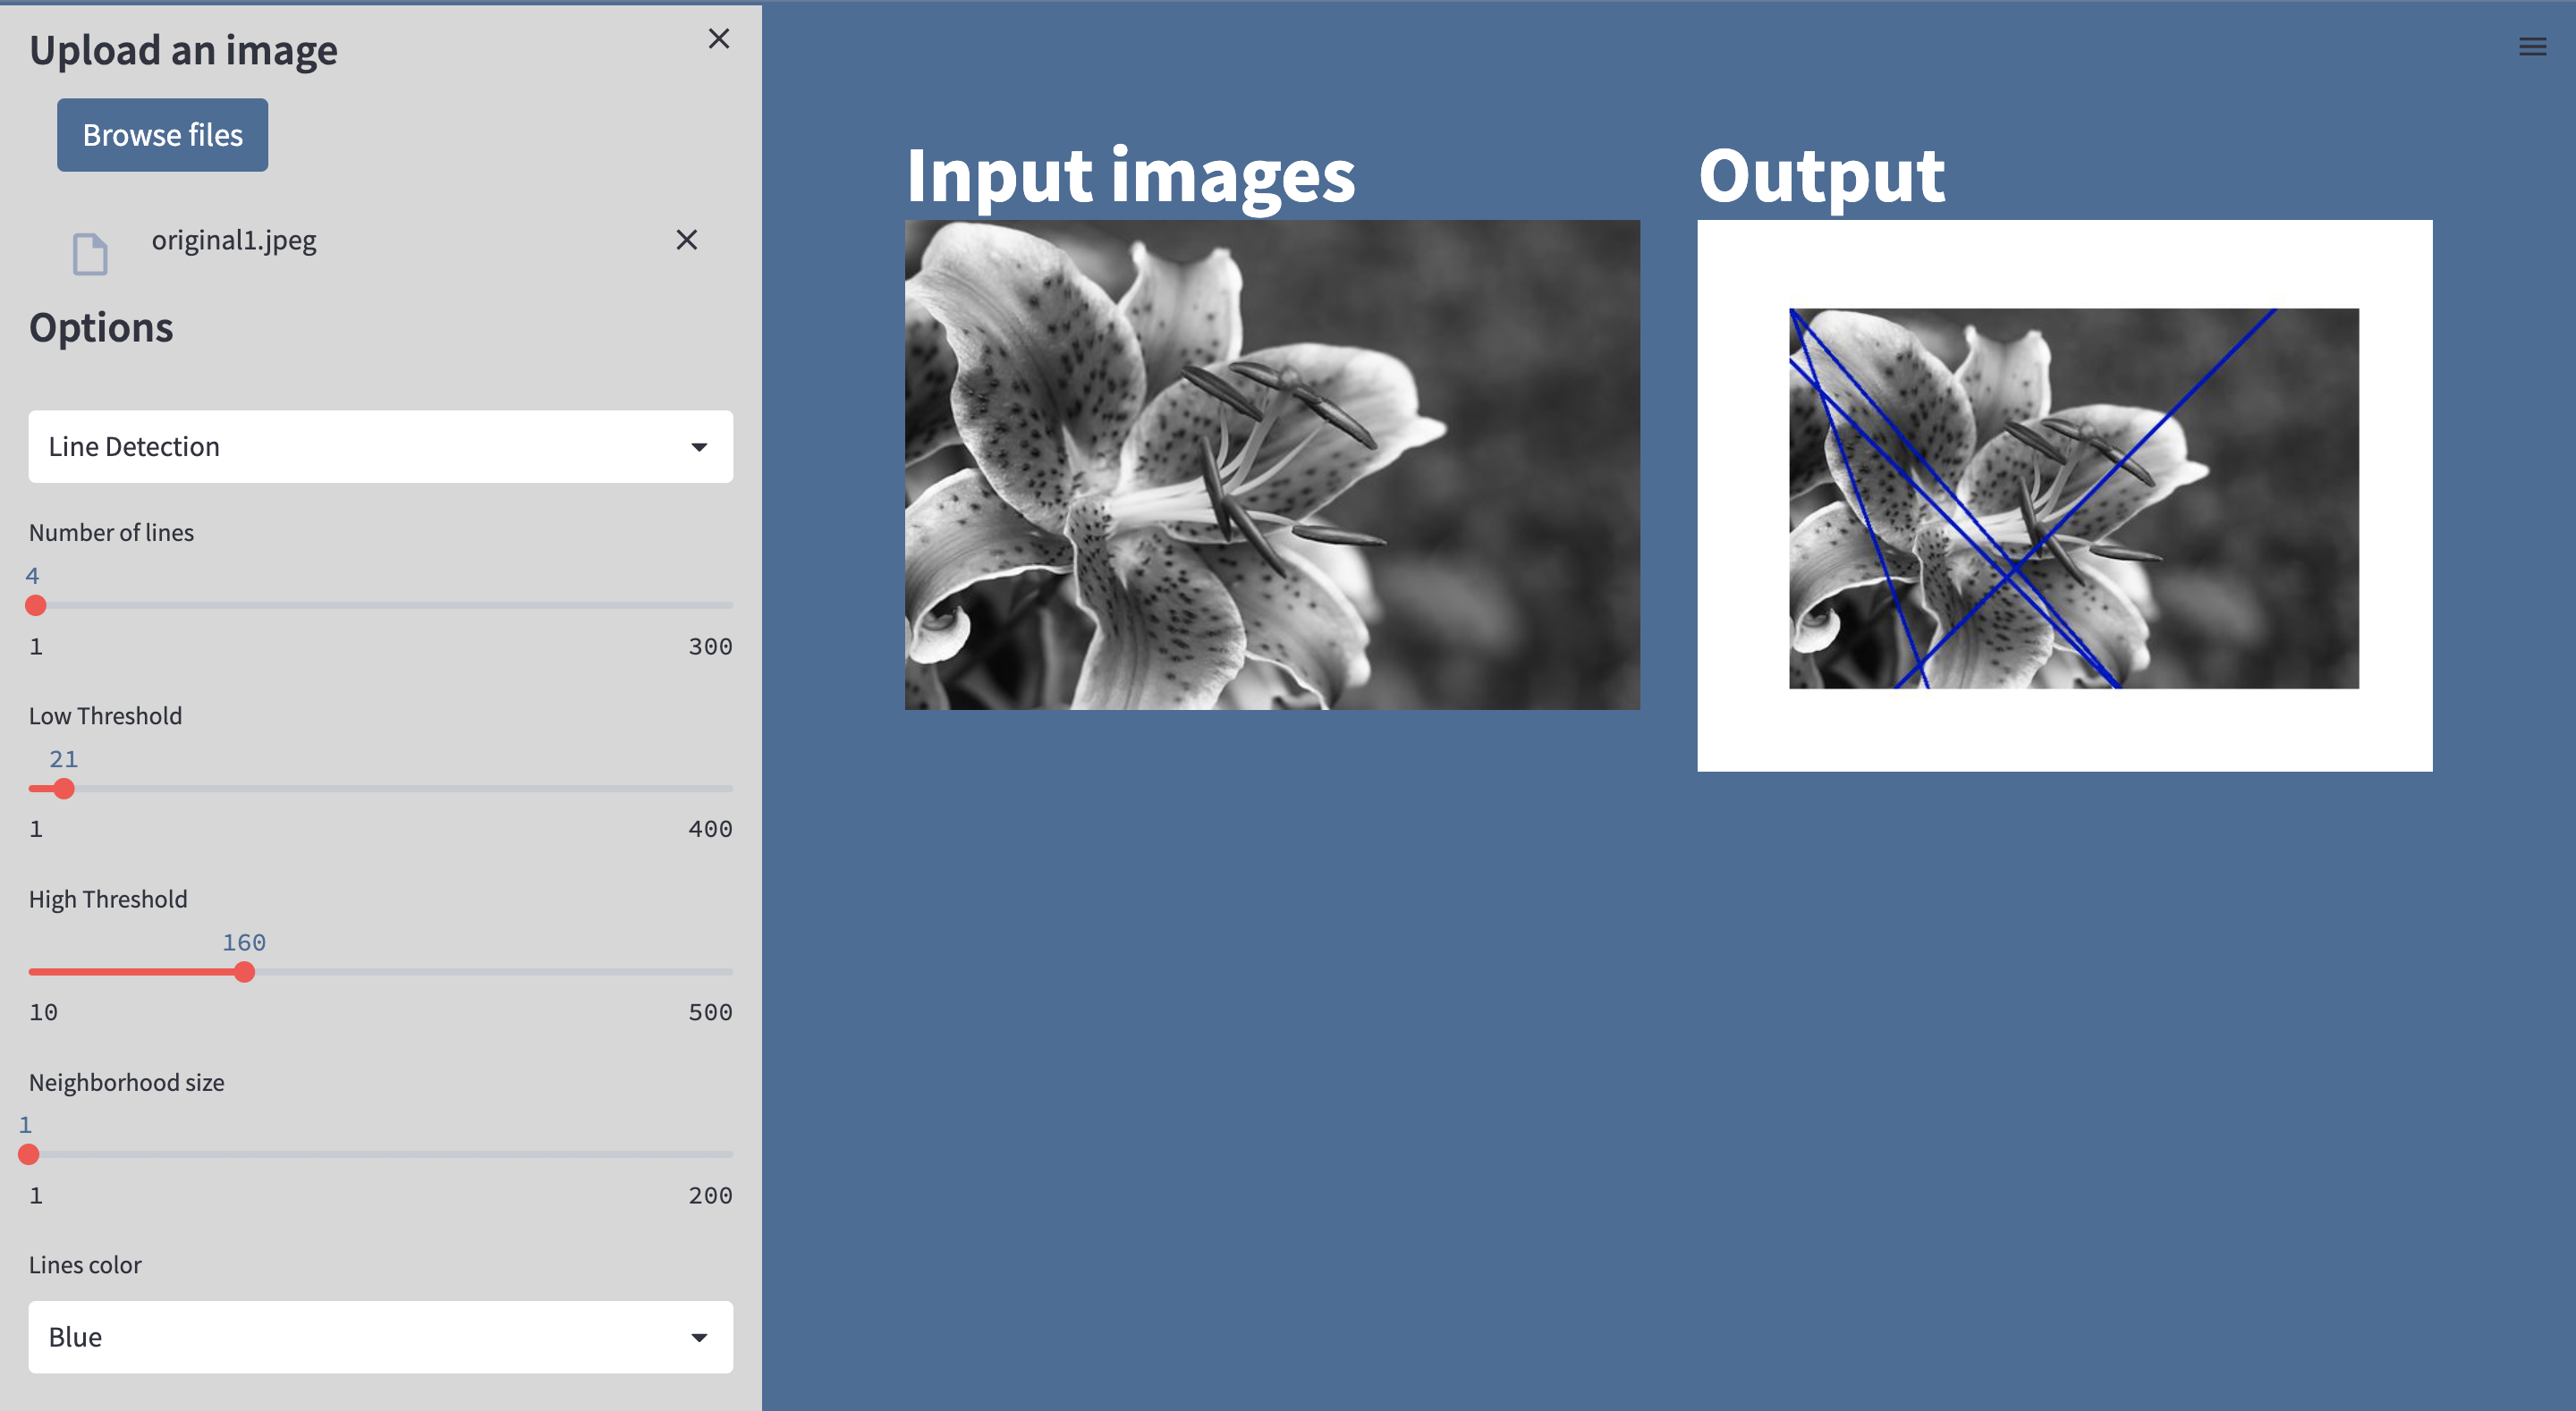 Upload an image
Browse files
original1.jpeg
Options
Line Detection
Number of lines
4
1 300
Low Threshold
21
1 400
High Threshold
160
10 500
Neighborhood size
1
1 200
Lines color
Blue
Input images
Output